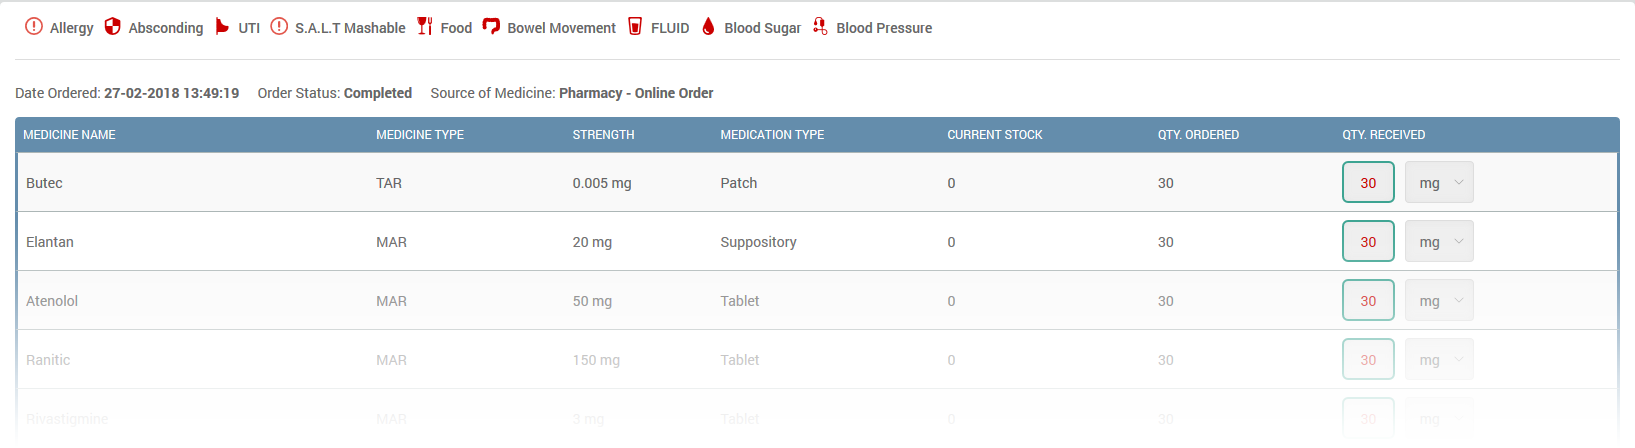 Allergy Absconding UTI S.A.L.T Mashable Food Bowel Movement FLUID Blood Sugar Blood Pressure
Date Ordered: 27-02-2018 13:49:19 Order Status: Completed Source of Medicine: Pharmacy - Online Order
MEDICINE NAME MEDICINE TYPE STRENGTH MEDICATION TYPE CURRENT STOCK QTY. ORDERED QTY. RECEIVED
Butec TAR 0.005 mg Patch 0 30 30 mg
Elantan MAR 20 mg Suppository 0 30 30 mg
Atenolol MAR 50 mg Tablet 0 30 30 mg
Ranitic MAR 150 mg Tablet 0 30 30 mg
Rivastigmine MAR 3 mg Tablet 0 30 30 mg